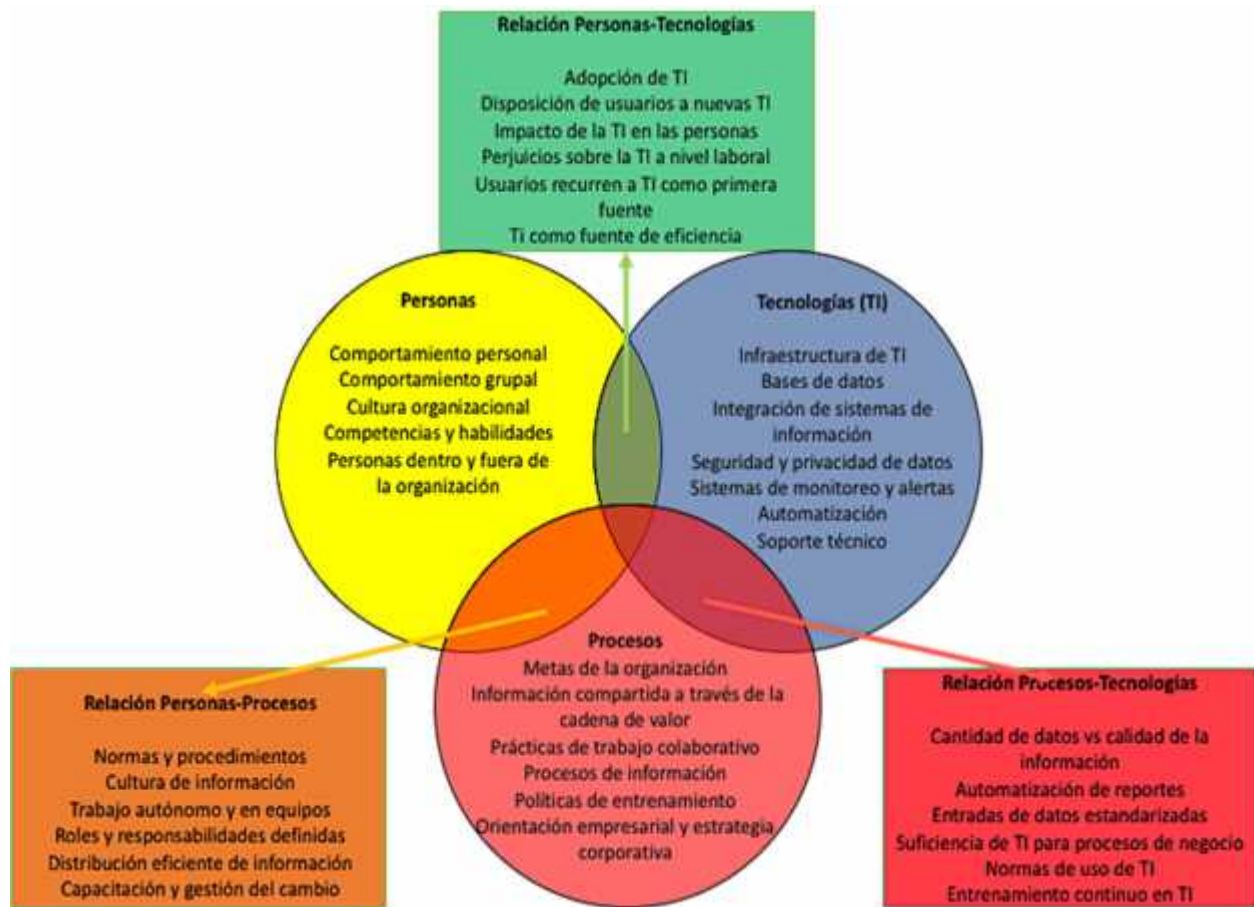 Relación Personas-Tecnologías
Adopción de TI
Disposición de usuarios a nuevas TI
Impacto de la TI en las personas
Perjuicios sobre la TI a nivel laboral
Usuarios recurren a TI como primera
fuente
Ti como fuente de eficiencia
Personas
Comportamiento personal
Comportamiento grupal
Cultura organizacional
Competencias y habilidades
Personas dentro y fuera de
la organización
Tecnologías (TI)
Infraestructura de TI
Bases de datos
Integración de sistemas de
información
Seguridad y privacidad de datos
Sistemas de monitoreo y alertas
Automatización
Soporte técnico
Procesos
Metas de la organización
Información compartida a través de la
cadena de valor
Prácticas de trabajo colaborativo
Procesos de información
Políticas de entrenamiento
Orientación empresarial y estrategia
corporativa
Relación Personas-Procesos
Normas y procedimientos
Cultura de información
Trabajo autónomo y en equipos
Roles y responsabilidades definidas
Distribución eficiente de información
Capacitación y gestión del cambio
Relación Procesos-Tecnologías
Cantidad de datos vs calidad de la
información
Automatización de reportes
Entradas de datos estandarizadas
Suficiencia de TI para procesos de negocio
Normas de uso de TI
Entrenamiento continuo en TI